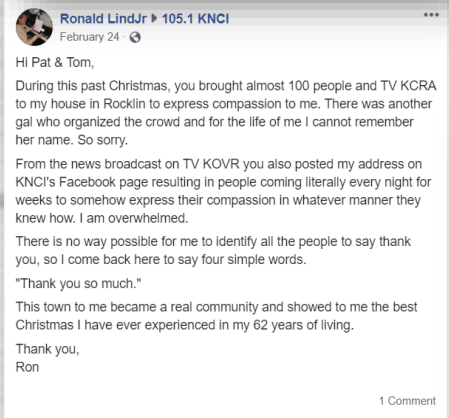 Ronald LindJr ▸ 105.1 KNCI
February 24 ·
Hi Pat & Tom,
During this past Christmas, you brought almost 100 people and TV KCRA
to my house in Rocklin to express compassion to me. There was another
gal who organized the crowd and for the life of me I cannot remember
her name. So sorry.
From the news broadcast on TV KOVR you also posted my address on
KNCI's Facebook page resulting in people coming literally every night for
weeks to somehow express their compassion in whatever manner they
knew how. I am overwhelmed.
There is no way possible for me to identify all the people to say thank
you, so I come back here to say four simple words.
"Thank you so much."
This town to me became a real community and showed to me the best
Christmas I have ever experienced in my 62 years of living.
Thank you,
Ron
1 Comment